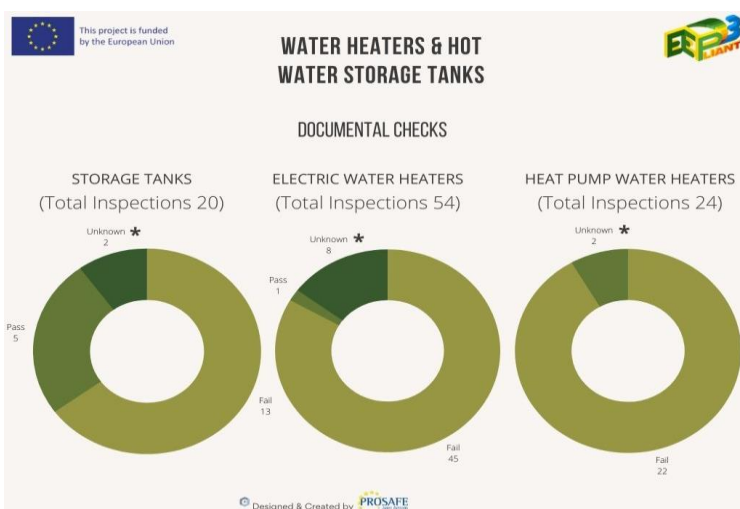 This project is funded
by the European Union
EEPLIANT3
WATER HEATERS & HOT
WATER STORAGE TANKS
DOCUMENTAL CHECKS
STORAGE TANKS
(Total Inspections 20)
Unknown *
2
Pass
5
Fail
13
ELECTRIC WATER HEATERS
(Total Inspections 54)
Unknown *
8
Pass
1
Fail
45
HEAT PUMP WATER HEATERS
(Total Inspections 24)
Unknown *
2
Fail
22
Designed & Created by PROSAFE